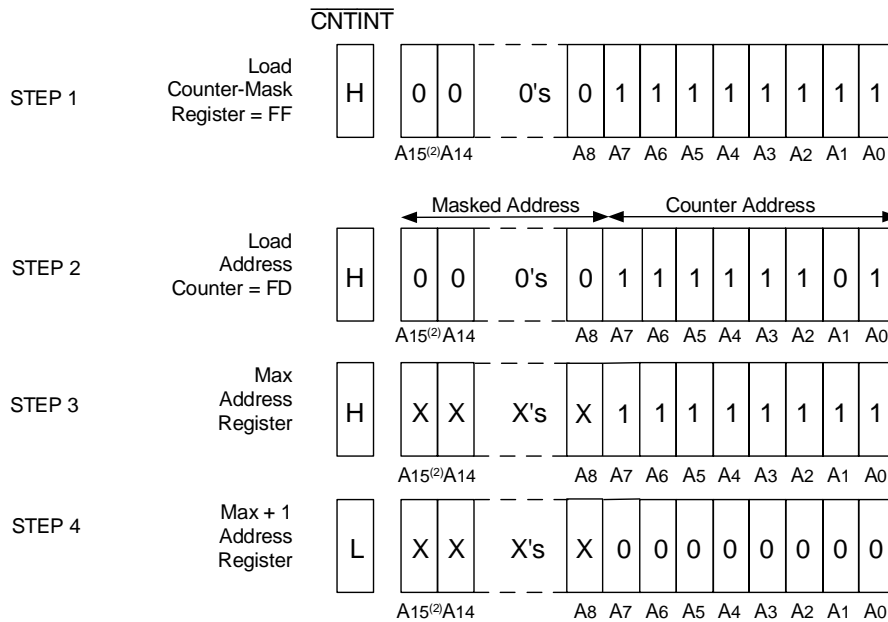 CNTINT
STEP 1
Load
Counter-Mask
Register = FF
H 0 0 0's 0 1 1 1 1 1 1 1 1
A15(2) A14 A8 A7 A6 A5 A4 A3 A2 A1 A0
Masked Address Counter Address
STEP 2
Load
Address
Counter = FD
H 0 0 0's 0 1 1 1 1 1 1 0 1
A15(2) A14 A8 A7 A6 A5 A4 A3 A2 A1 A0
STEP 3
Max
Address
Register
H X X X's X 1 1 1 1 1 1 1 1
A15(2) A14 A8 A7 A6 A5 A4 A3 A2 A1 A0
STEP 4
Max + 1
Address
Register
L X X X's X 0 0 0 0 0 0 0 0
A15(2) A14 A8 A7 A6 A5 A4 A3 A2 A1 A0